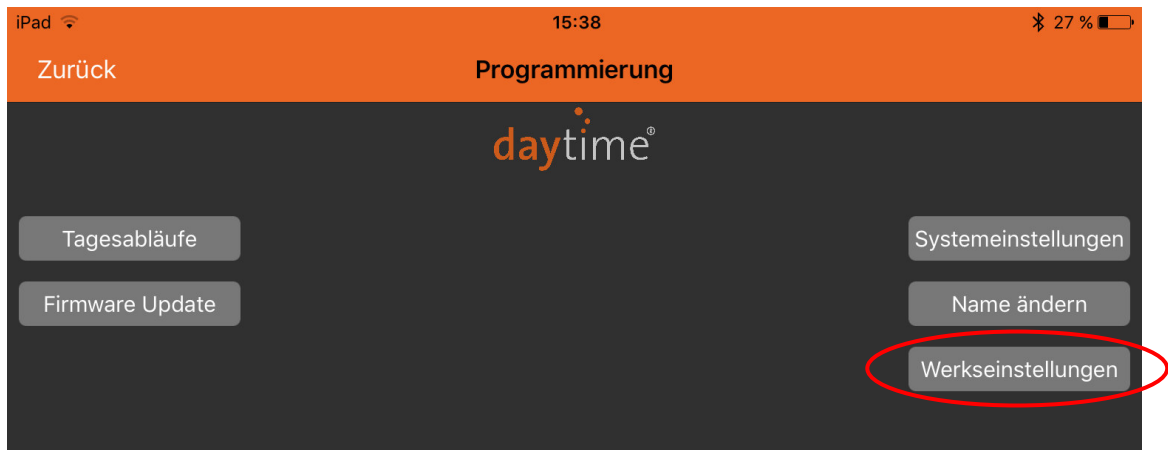 iPad 15:38 27 %
Zurück Programmierung
daytime®
Tagesabläufe Systemeinstellungen
Firmware Update Name ändern
Werkseinstellungen